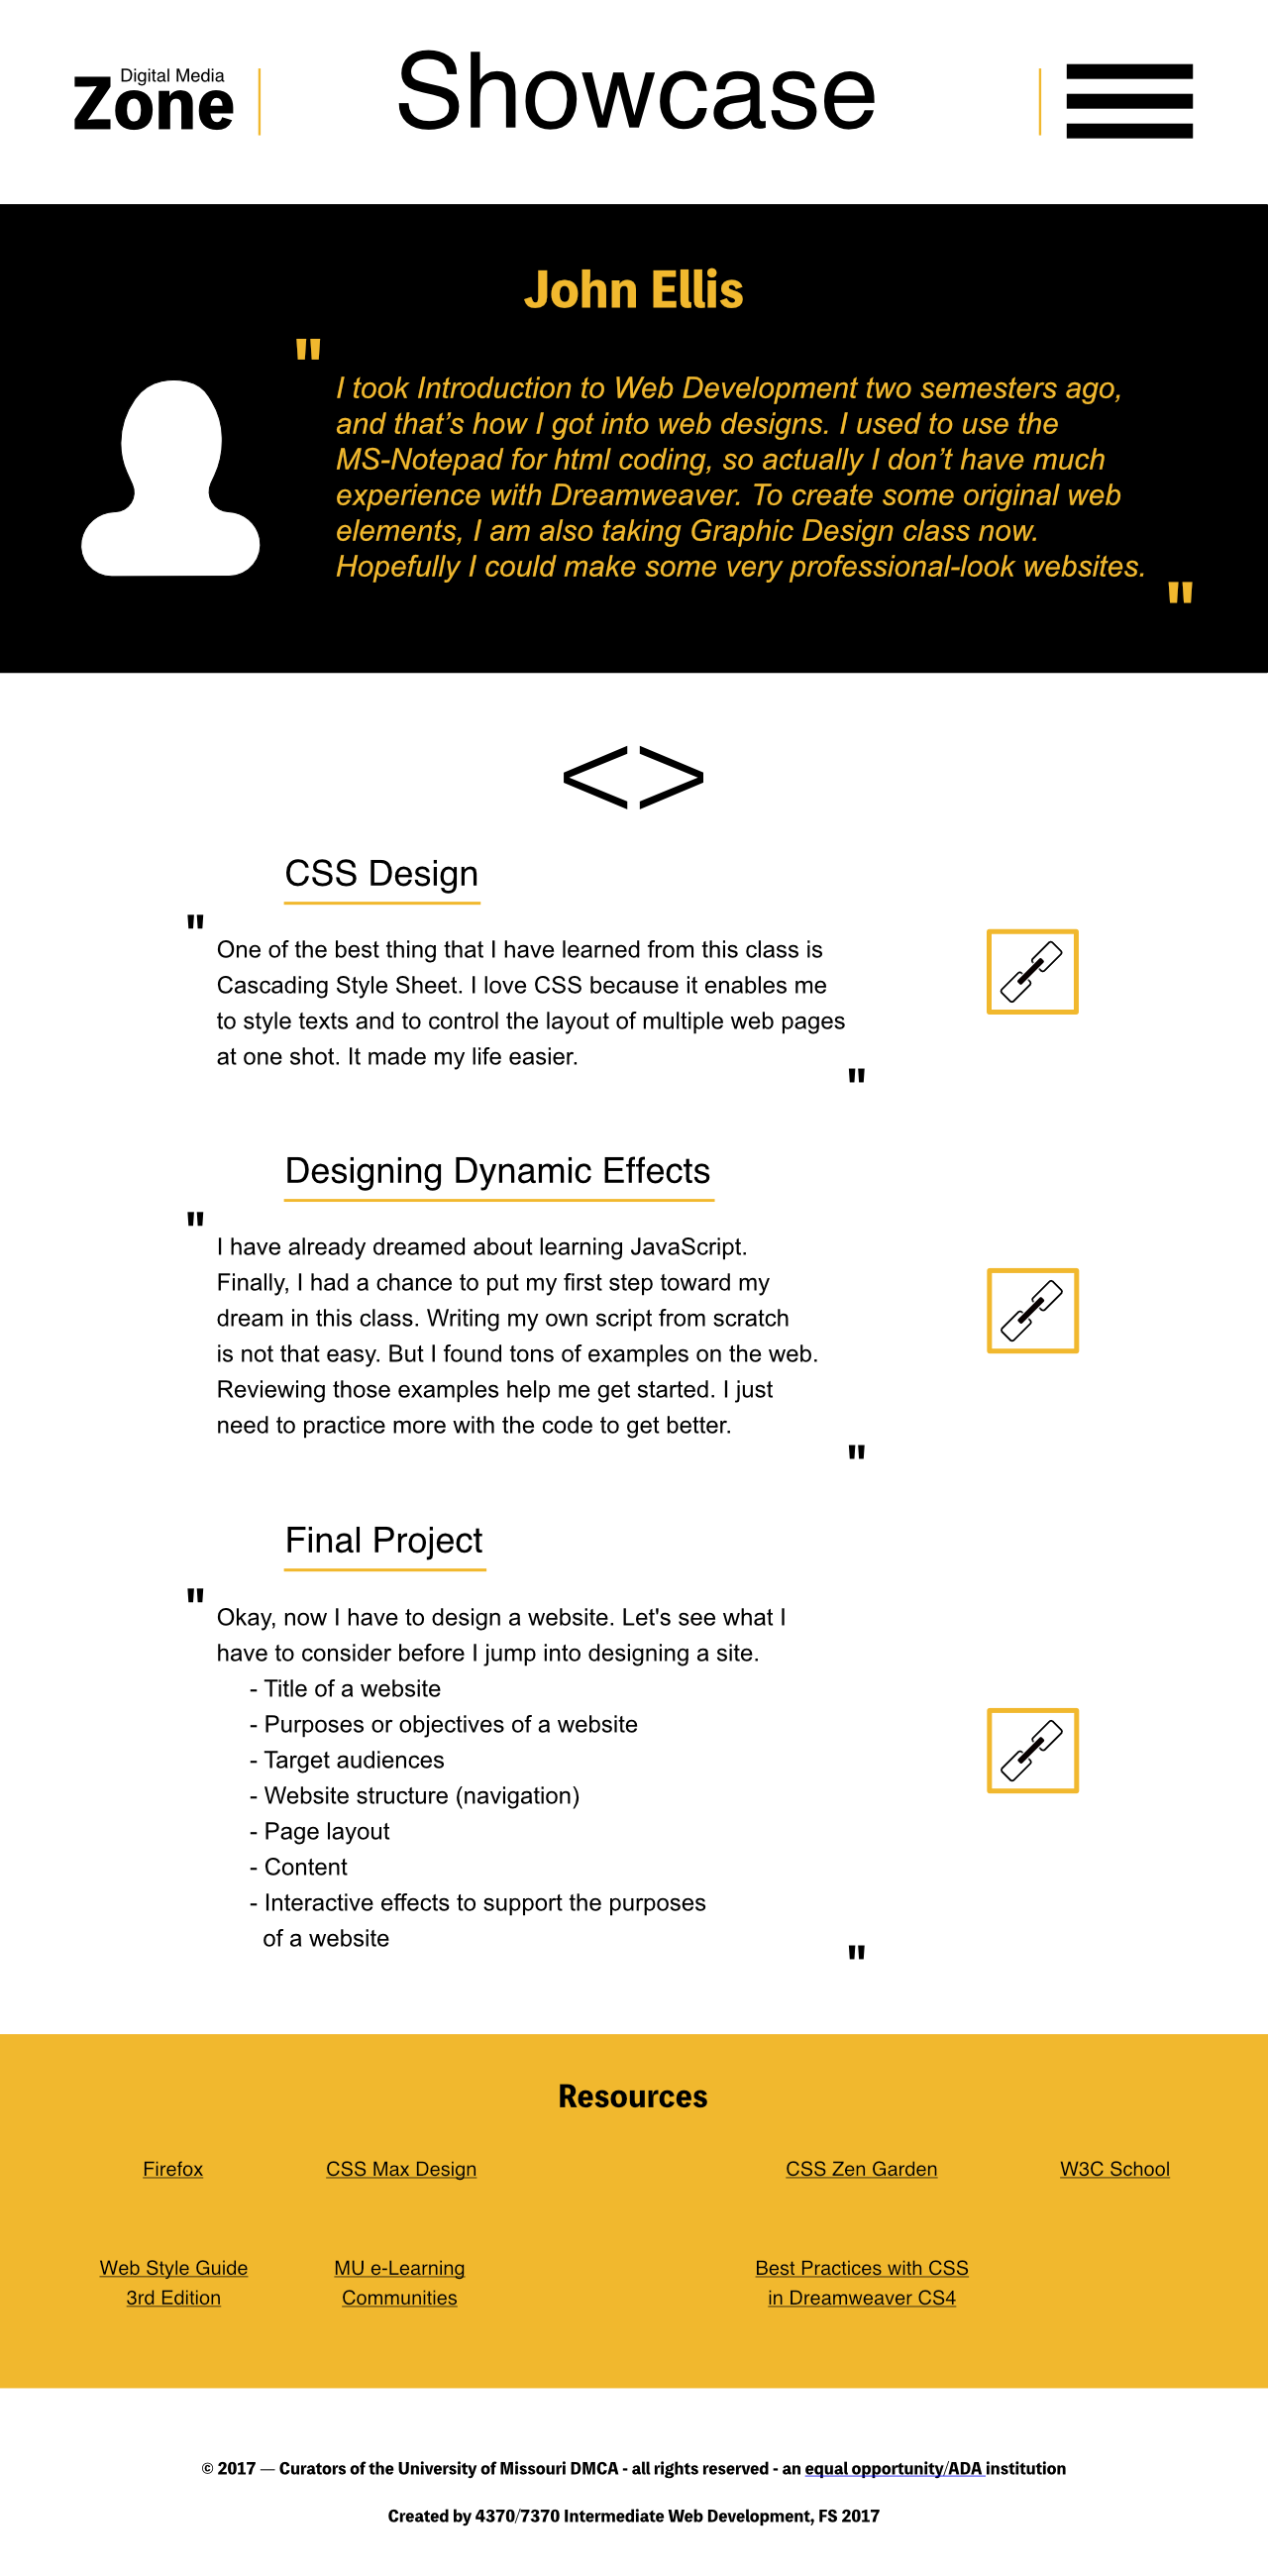 Digital Media
Zone
Showcase
John Ellis
"
I took Introduction to Web Development two semesters ago,
and that’s how I got into web designs. I used to use the
MS-Notepad for html coding, so actually I don’t have much
experience with Dreamweaver. To create some original web
elements, I am also taking Graphic Design class now.
Hopefully I could make some very professional-look websites.
"
<>
CSS Design
"
One of the best thing that I have learned from this class is
Cascading Style Sheet. I love CSS because it enables me
to style texts and to control the layout of multiple web pages
at one shot. It made my life easier.
"
Designing Dynamic Effects
"
I have already dreamed about learning JavaScript.
Finally, I had a chance to put my first step toward my
dream in this class. Writing my own script from scratch
is not that easy. But I found tons of examples on the web.
Reviewing those examples help me get started. I just
need to practice more with the code to get better.
"
Final Project
"
Okay, now I have to design a website. Let's see what I
have to consider before I jump into designing a site.
- Title of a website
- Purposes or objectives of a website
- Target audiences
- Website structure (navigation)
- Page layout
- Content
- Interactive effects to support the purposes
of a website
"
Resources
Firefox
CSS Max Design
CSS Zen Garden
W3C School
Web Style Guide
3rd Edition
MU e-Learning
Communities
Best Practices with CSS
in Dreamweaver CS4
© 2017 — Curators of the University of Missouri DMCA - all rights reserved - an equal opportunity/ADA institution
Created by 4370/7370 Intermediate Web Development, FS 2017